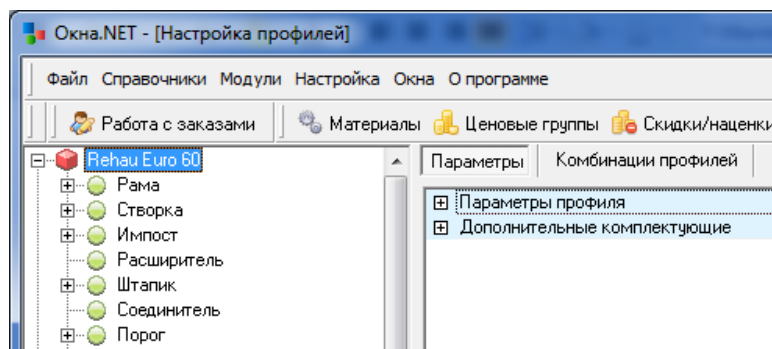 Окна.NET - [Настройка профилей]
Файл Справочники Модули Настройка Окна О программе
Работа с заказами Материалы Ценовые группы Скидки/наценки
Rehau Euro 60
Рама
Створка
Импост
Расширитель
Штапик
Соединитель
Порог
Параметры Комбинации профилей
Параметры профиля
Дополнительные комплектующие